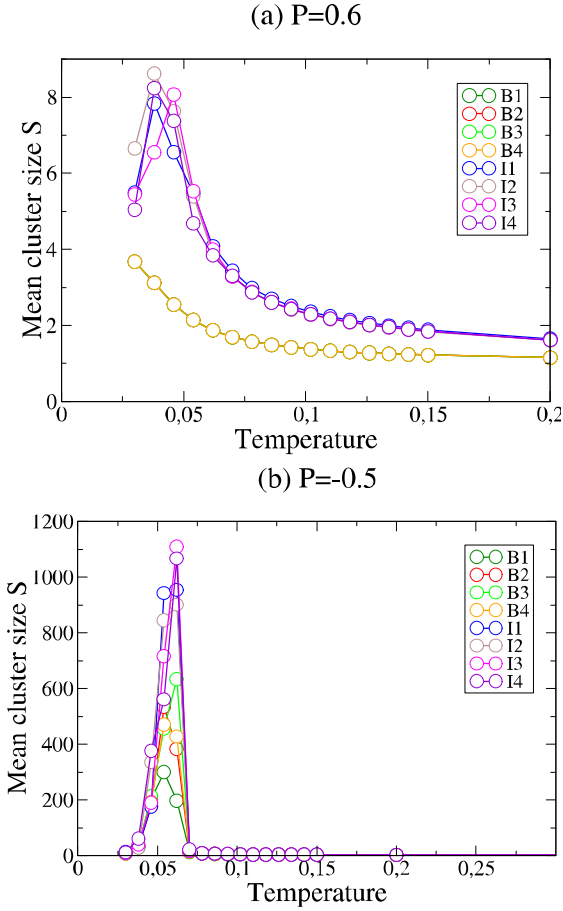 (a) P=0.6
Mean cluster size S
8
6
4
2
0
0
0,05
0,1
0,15
0,2
Temperature
B1
B2
B3
B4
I1
I2
I3
I4
(b) P=-0.5
Mean cluster size S
1200
1000
800
600
400
200
0
0
0,05
0,1
0,15
0,2
0,25
Temperature
B1
B2
B3
B4
I1
I2
I3
I4